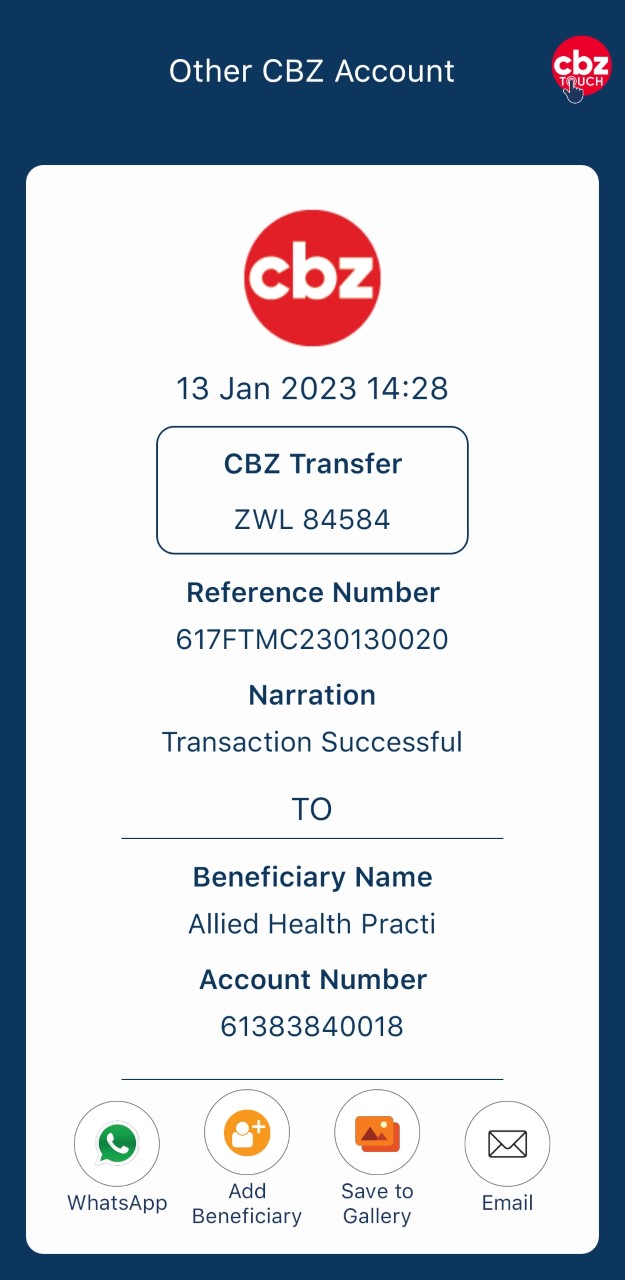 Other CBZ Account
cbz
TOUCH
cbz
13 Jan 2023 14:28
CBZ Transfer
ZWL 84584
Reference Number
617FTMC230130020
Narration
Transaction Successful
TO
Beneficiary Name
Allied Health Practi
Account Number
61383840018
WhatsApp
Add
Beneficiary
Save to
Gallery
Email